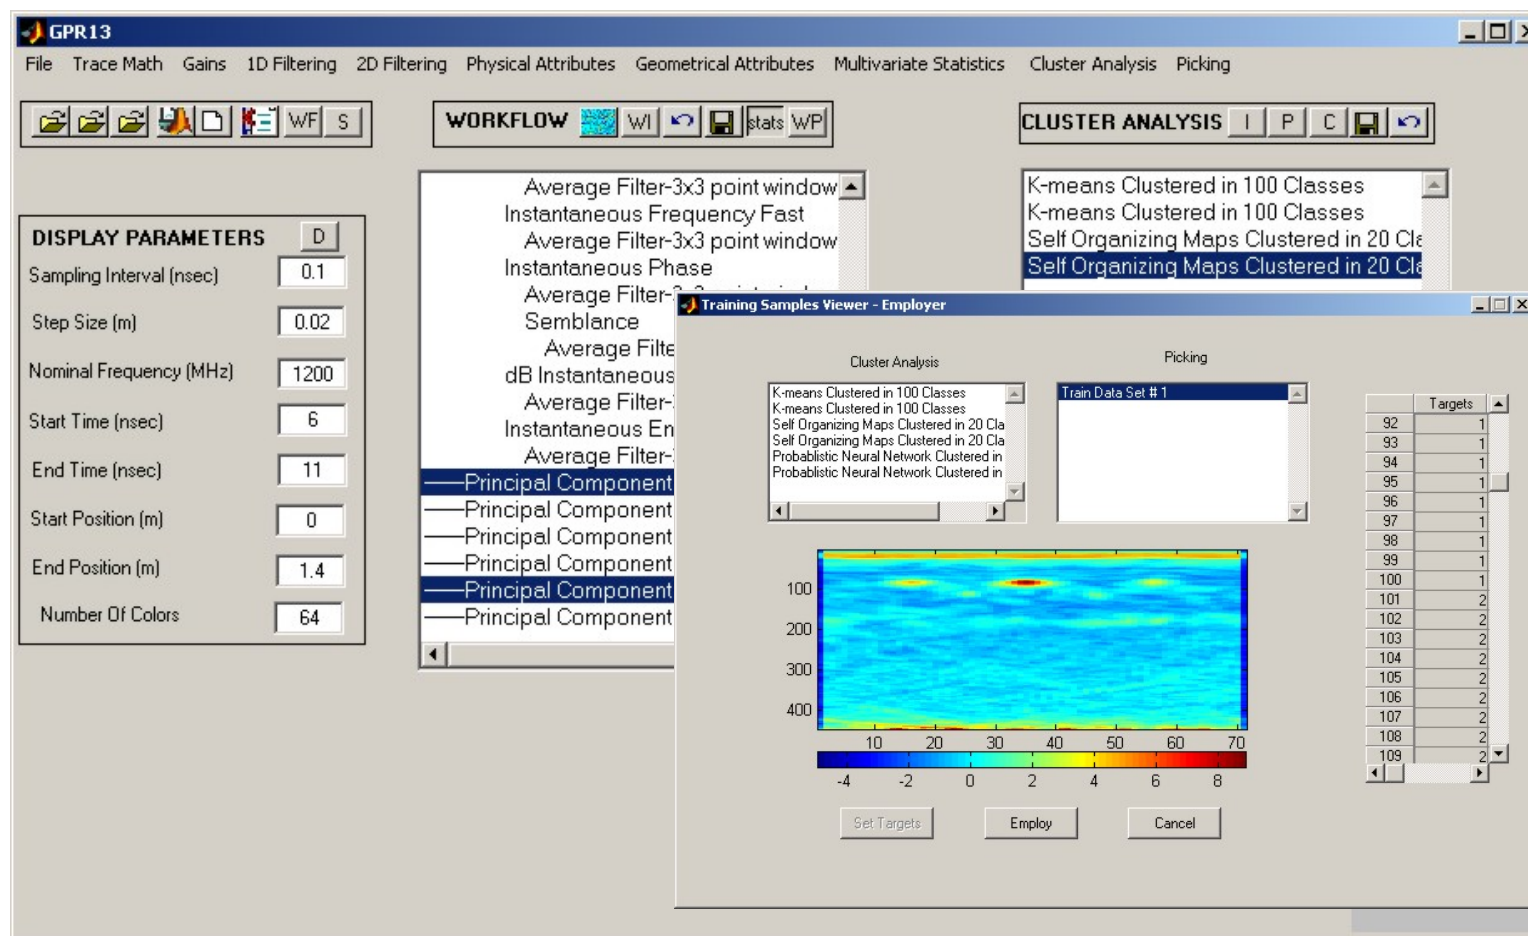 GPR13
File Trace Math Gains 1D Filtering 2D Filtering Physical Attributes Geometrical Attributes Multivariate Statistics Cluster Analysis Picking
WF S
WORKFLOW WI stats WP
CLUSTER ANALYSIS I P C
DISPLAY PARAMETERS D
Sampling Interval (nsec) 0.1
Step Size (m) 0.02
Nominal Frequency (MHz) 1200
Start Time (nsec) 6
End Time (nsec) 11
Start Position (m) 0
End Position (m) 1.4
Number Of Colors 64
Average Filter-3x3 point window
Instantaneous Frequency Fast
Average Filter-3x3 point window
Instantaneous Phase
Average Filter-
Semblance
Average Filte
dB Instantaneous
Average Filter-
Instantaneous En
Average Filter-
Principal Component
Principal Component
Principal Component
Principal Component
Principal Component
Principal Component
K-means Clustered in 100 Classes
K-means Clustered in 100 Classes
Self Organizing Maps Clustered in 20 Cla
Self Organizing Maps Clustered in 20 Cla
Training Samples Viewer - Employer
Cluster Analysis
K-means Clustered in 100 Classes
K-means Clustered in 100 Classes
Self Organizing Maps Clustered in 20 Cla
Self Organizing Maps Clustered in 20 Cla
Probablistic Neural Network Clustered in
Probablistic Neural Network Clustered in
Picking
Train Data Set # 1
Targets
92 1
93 1
94 1
95 1
96 1
97 1
98 1
99 1
100 1
101 2
102 2
103 2
104 2
105 2
106 2
107 2
108 2
109 2
100
200
300
400
10 20 30 40 50 60 70
-4 -2 0 2 4 6 8
Set Targets Employ Cancel